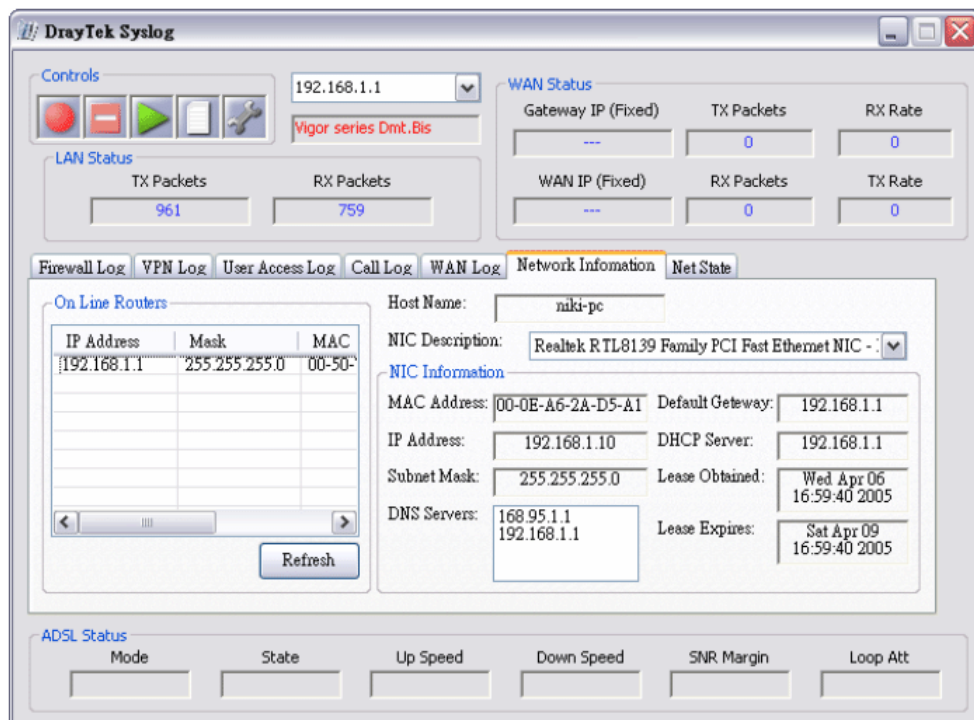 DrayTek Syslog
Controls
192.168.1.1
Vigor series Dmt.Bis
WAN Status
Gateway IP (Fixed) TX Packets RX Rate
--- 0 0
WAN IP (Fixed) RX Packets TX Rate
--- 0 0
LAN Status
TX Packets RX Packets
961 759
Firewall Log VPN Log User Access Log Call Log WAN Log Network Infomation Net State
On Line Routers
IP Address Mask MAC
192.168.1.1 255.255.255.0 00-50-
Refresh
Host Name: niki-pc
NIC Description: Realtek RTL8139 Family PCI Fast Ethernet NIC -
NIC Information
MAC Address: 00-0E-A6-2A-D5-A1 Default Geteway: 192.168.1.1
IP Address: 192.168.1.10 DHCP Server: 192.168.1.1
Subnet Mask: 255.255.255.0 Lease Obtained: Wed Apr 06
16:59:40 2005
DNS Servers: 168.95.1.1
192.168.1.1
Lease Expires: Sat Apr 09
16:59:40 2005
ADSL Status
Mode State Up Speed Down Speed SNR Margin Loop Att